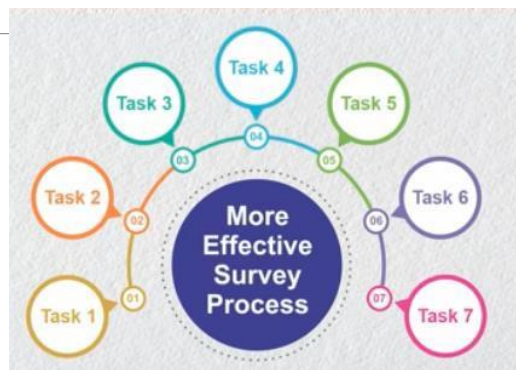 Task 1
01
Task 2
02
Task 3
03
Task 4
04
Task 5
05
Task 6
06
Task 7
07
More
Effective
Survey
Process